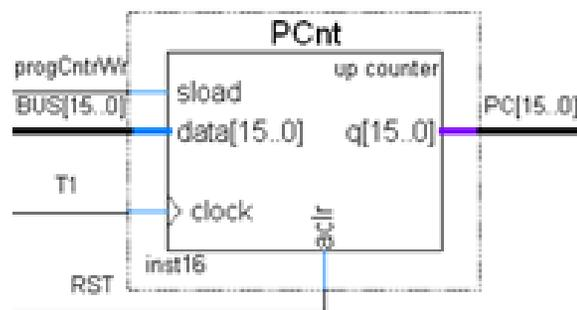 PCnt
progCntrWr
up counter
sload
BUS[15..0]
PC[15..0]
data[15..0]
q[15..0]
T1
clock
aclr
inst16
RST